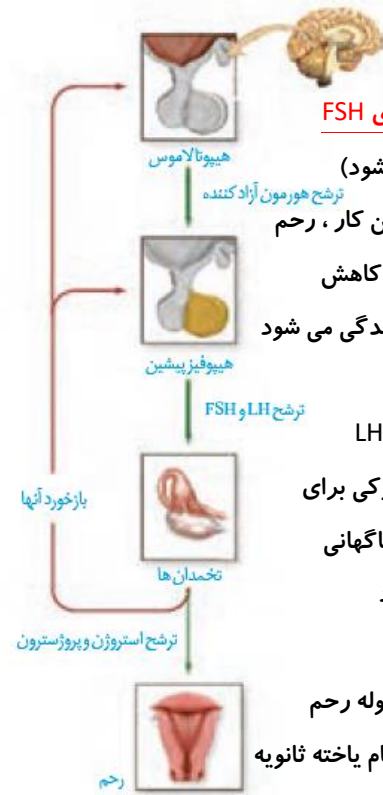 ی FSH
هیپوتالاموس
شود)
ترشح هورمون آزاد کننده
ن کار ، رحم
کاهش
ندگی می شود
هیپوفیز پیشین
ترشح LH و FSH
LH
رکی برای
بازخورد آنها
اگهانی
تخمدان‌ها
ترشح استروژن و پروژسترون
وله رحم
ام یاخته ثانویه
رحم